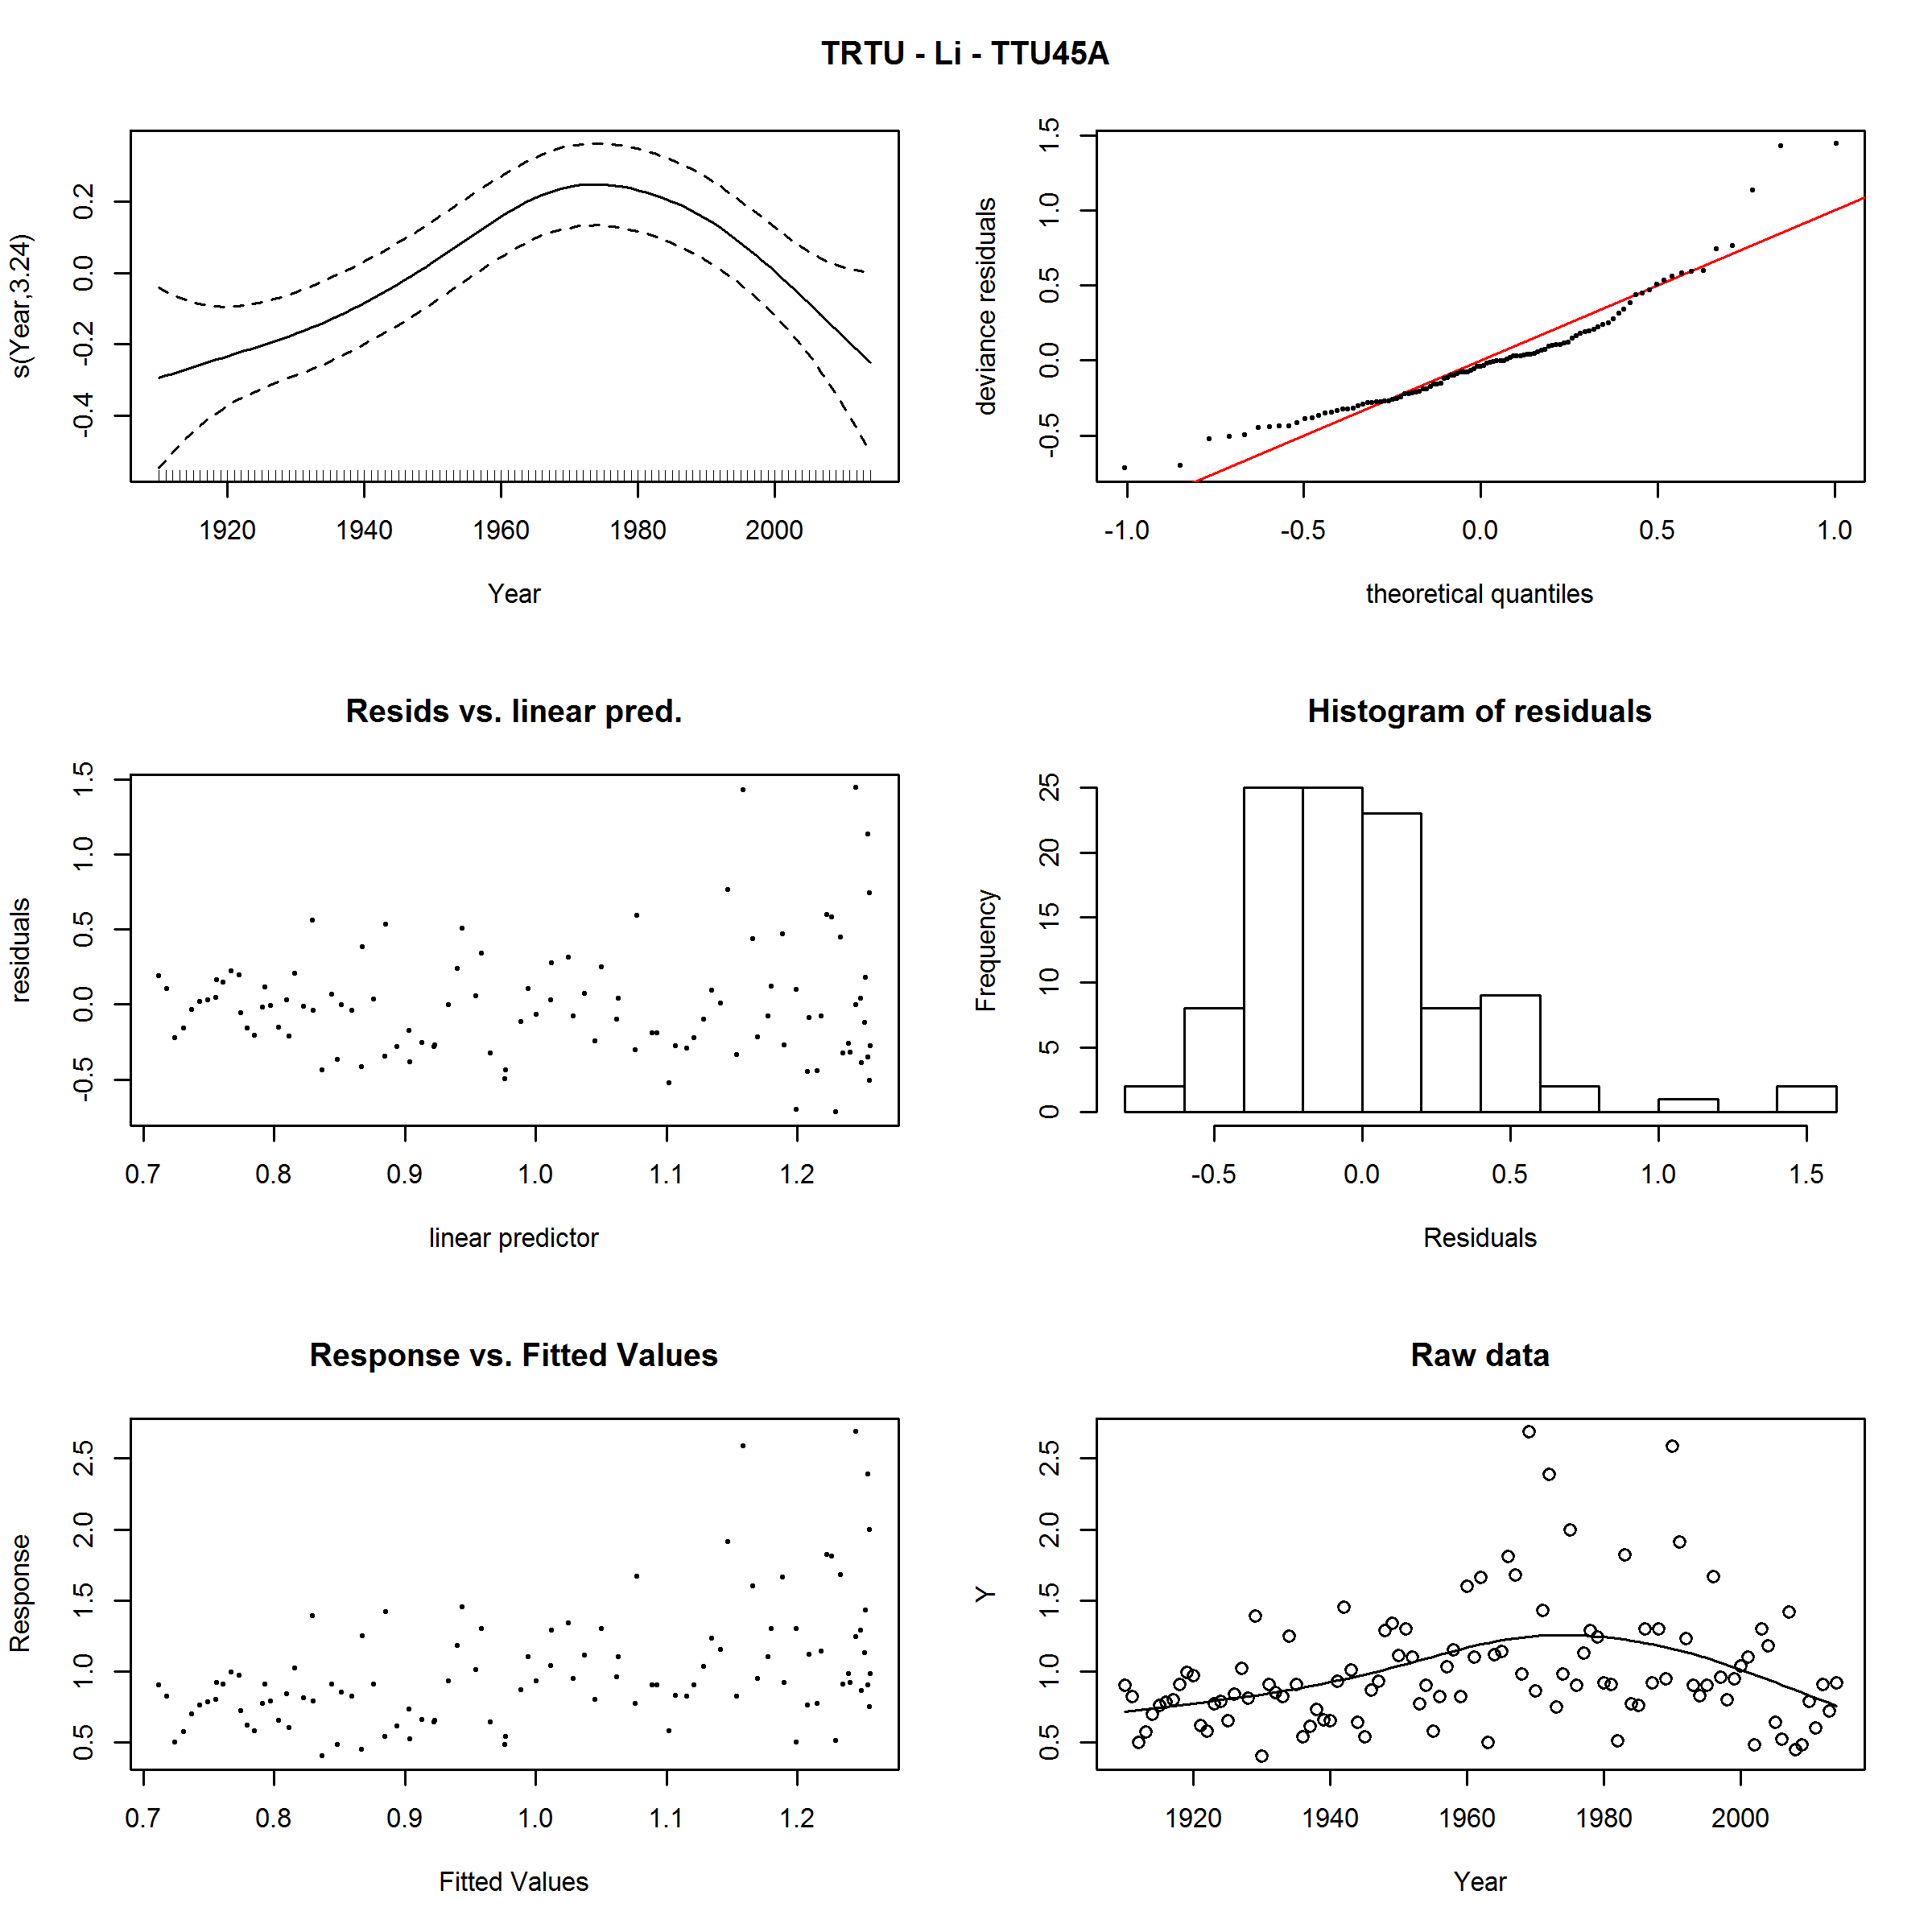 TRTU - Li - TTU45A
s(Year,3.24)
-0.4 -0.2 0.0 0.2
1920 1940 1960 1980 2000
Year
deviance residuals
-0.5 0.0 0.5 1.0 1.5
-1.0 -0.5 0.0 0.5 1.0
theoretical quantiles
Resids vs. linear pred.
residuals
-0.5 0.0 0.5 1.0 1.5
0.7 0.8 0.9 1.0 1.1 1.2
linear predictor
Histogram of residuals
Frequency
0 5 10 15 20 25
-0.5 0.0 0.5 1.0 1.5
Residuals
Response vs. Fitted Values
Response
0.5 1.0 1.5 2.0 2.5
0.7 0.8 0.9 1.0 1.1 1.2
Fitted Values
Raw data
Y
0.5 1.0 1.5 2.0 2.5
1920 1940 1960 1980 2000
Year